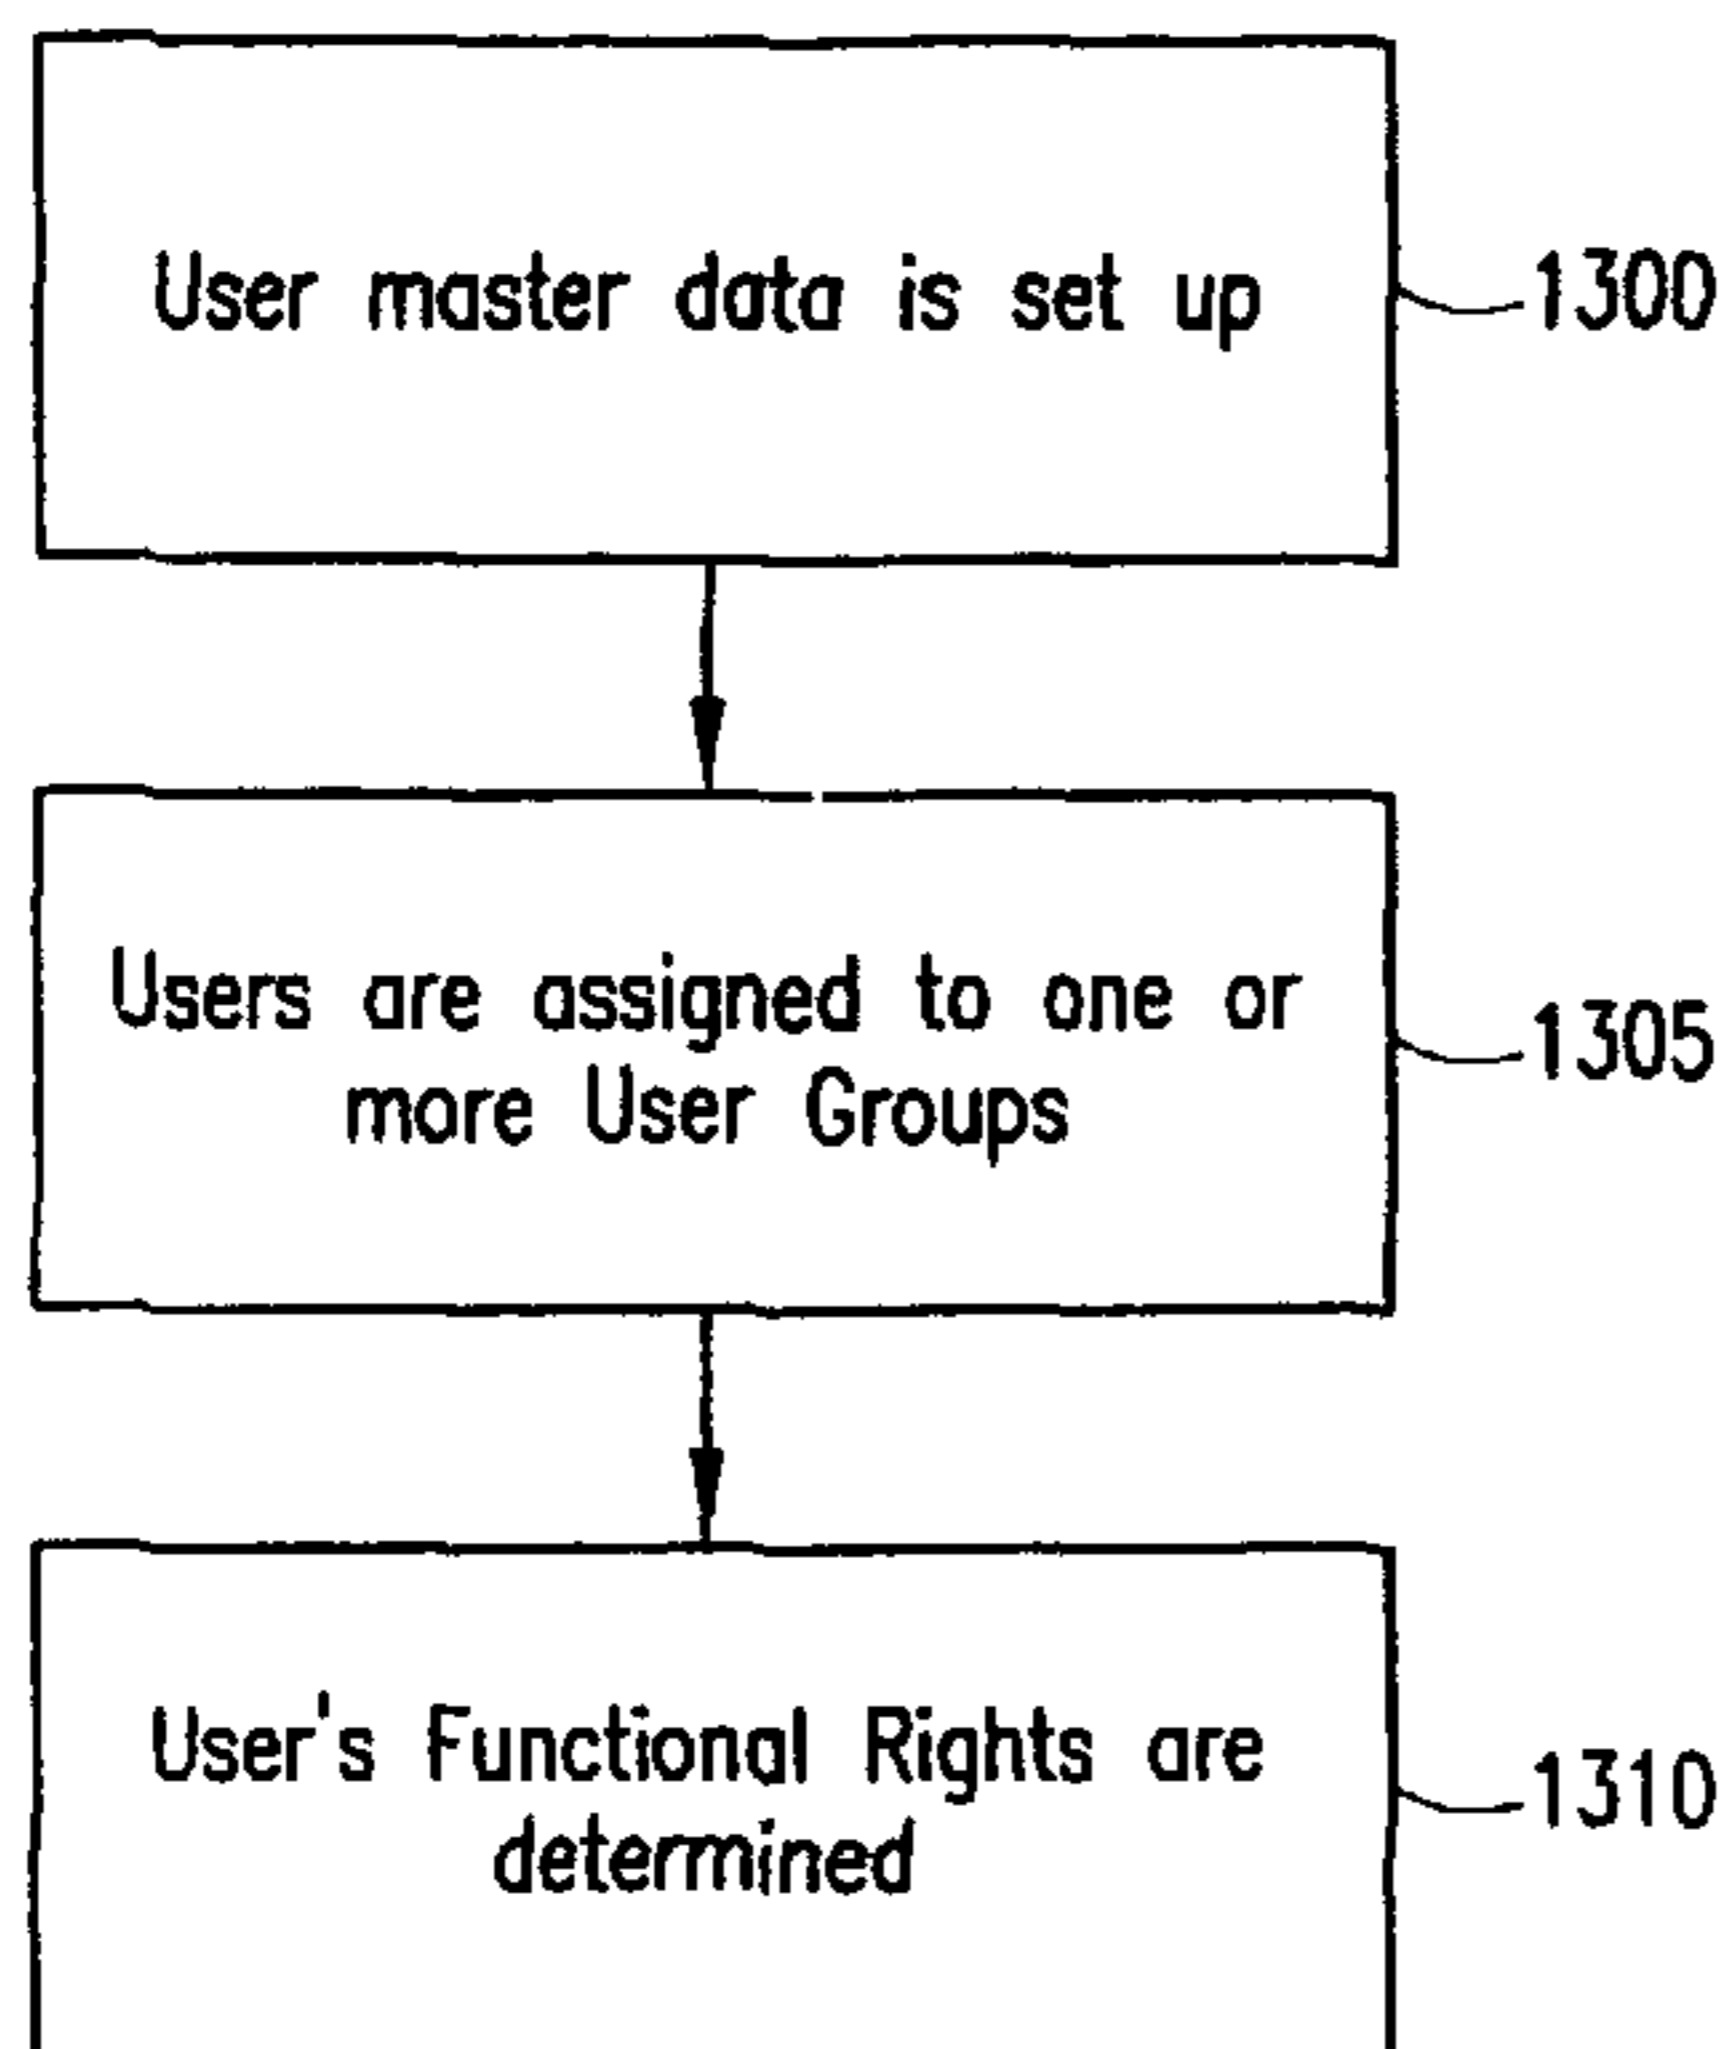 User master data is set up
1300
Users are assigned to one or
more User Groups
1305
User's Functional Rights are
determined
1310